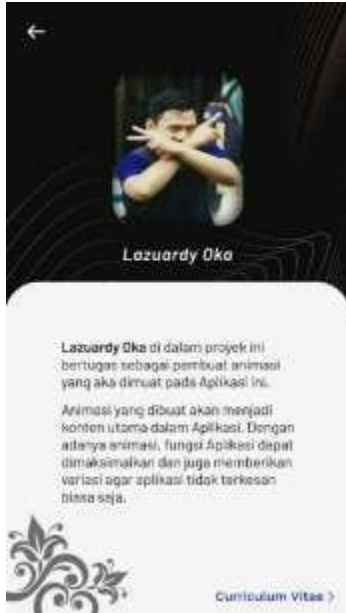 Lazuardy Oka
Lazuardy Oka di dalam proyek ini
bertugas sebagai pembuat animasi
yang aka dimuat pada Aplikasi ini.
Animasi yang dibuat akan menjadi
konten utama dalam Aplikasi. Dengan
adanya animasi, fungsi Aplikasi dapat
dimaksimalkan dan juga memberikan
variasi agar aplikasi tidak terkesan
biasa saja.
Curriculum Vitae >